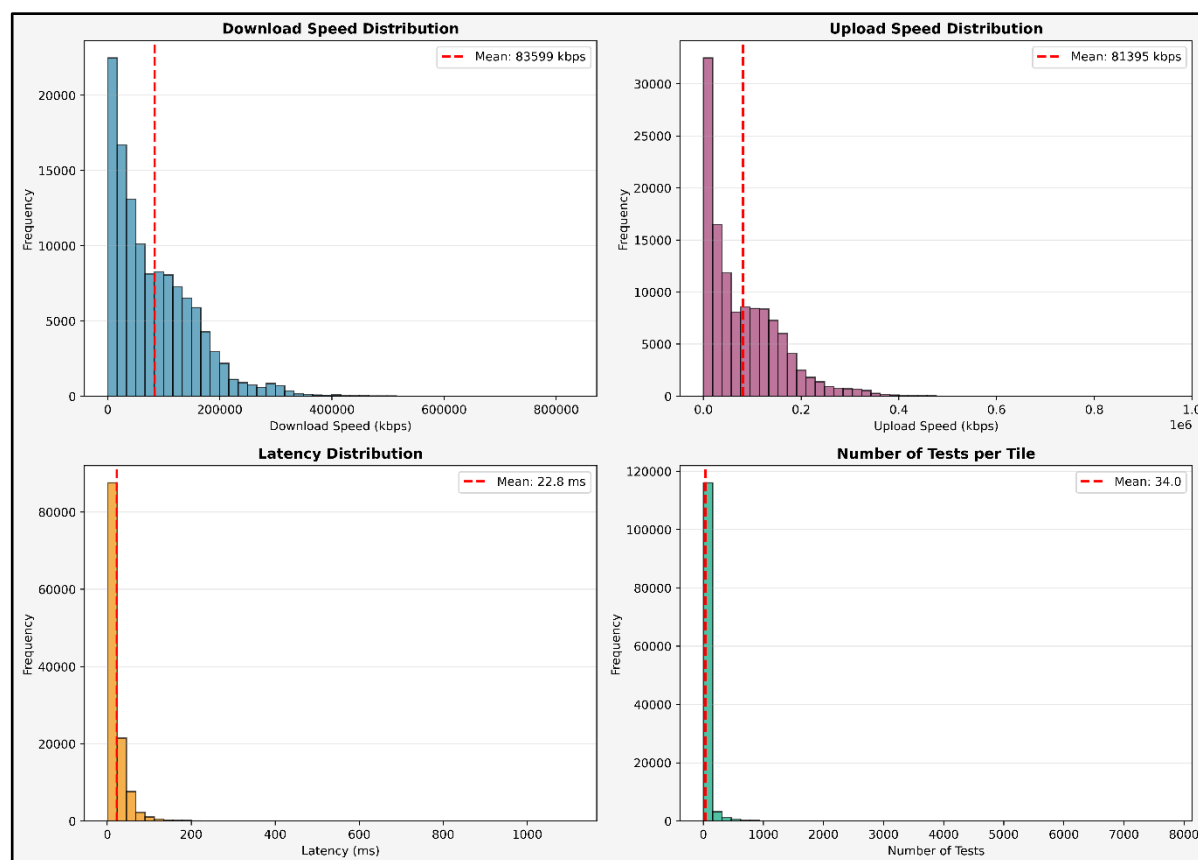 Download Speed Distribution
Mean: 83599 kbps
20000
15000
10000
5000
0
Frequency
0 200000 400000 600000 800000
Download Speed (kbps)
Upload Speed Distribution
Mean: 81395 kbps
30000
25000
20000
15000
10000
5000
0
Frequency
0.0 0.2 0.4 0.6 0.8 1.0
1e6
Upload Speed (kbps)
Latency Distribution
Mean: 22.8 ms
80000
60000
40000
20000
0
Frequency
0 200 400 600 800 1000
Latency (ms)
Number of Tests per Tile
Mean: 34.0
120000
100000
80000
60000
40000
20000
0
Frequency
0 1000 2000 3000 4000 5000 6000 7000 8000
Number of Tests